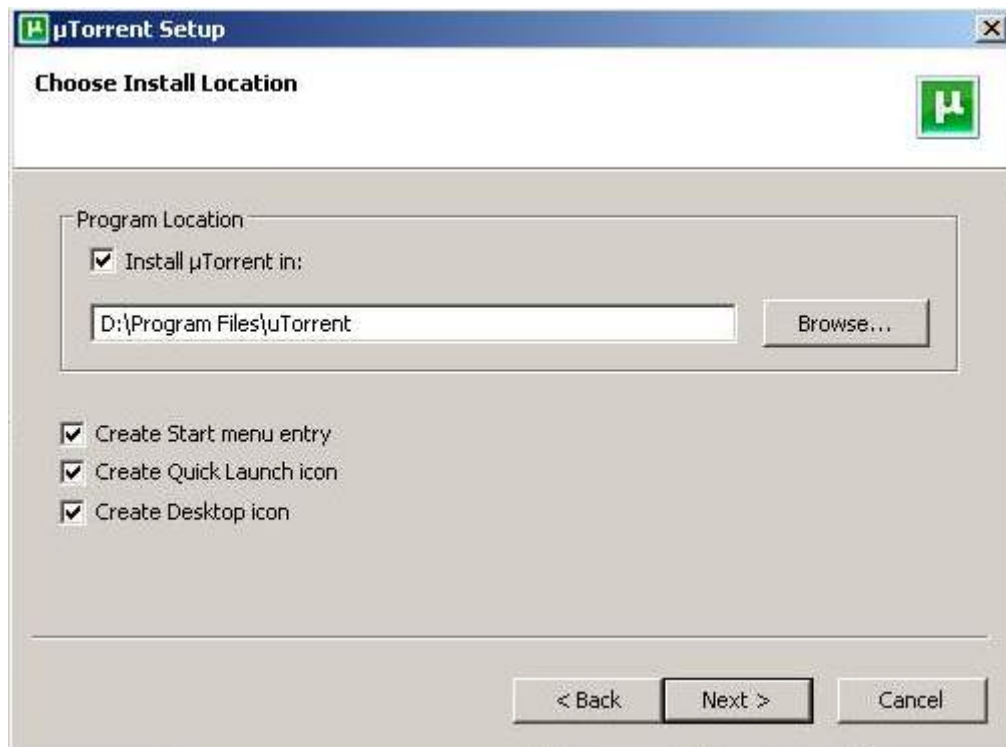 µ µTorrent Setup
Choose Install Location
µ
Program Location
Install µTorrent in:
D:\Program Files\uTorrent
Browse...
Create Start menu entry
Create Quick Launch icon
Create Desktop icon
< Back
Next >
Cancel